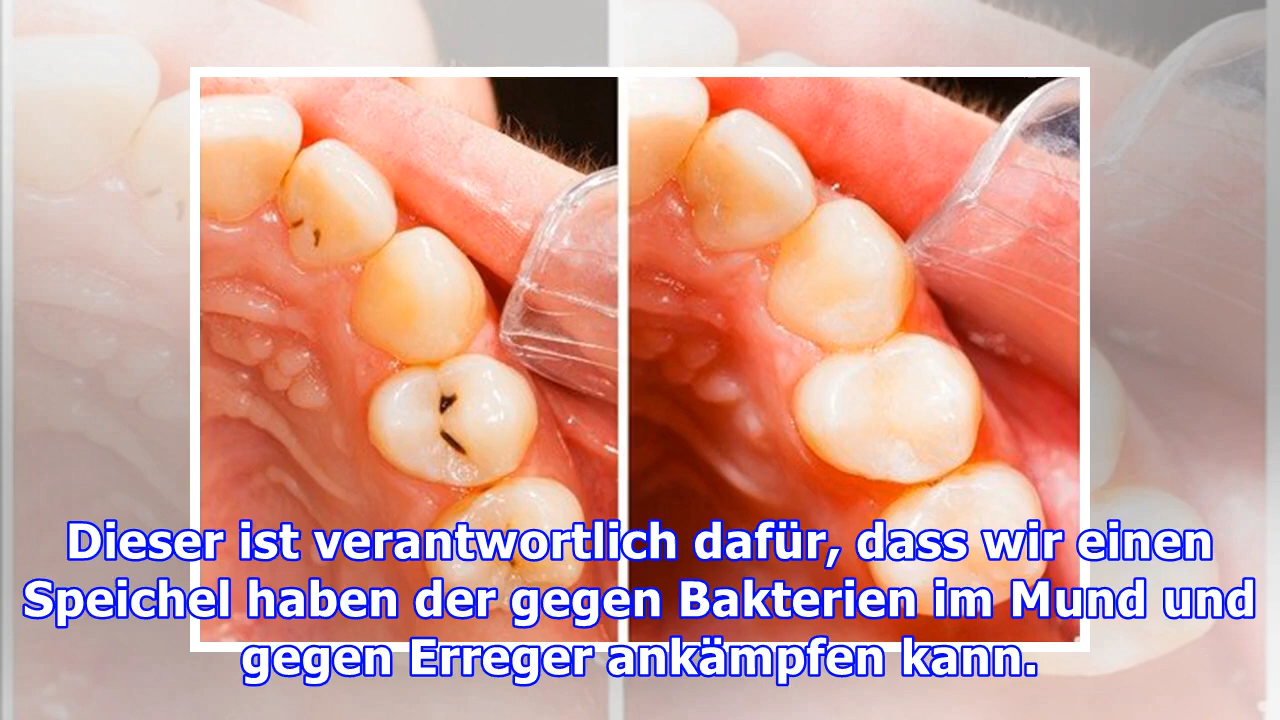 Dieser ist verantwortlich dafür, dass wir einen
Speichel haben der gegen Bakterien im Mund und
gegen Erreger ankämpfen kann.